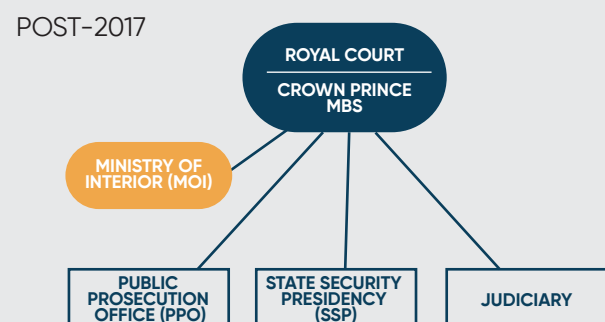 POST-2017
ROYAL COURT
CROWN PRINCE
MBS
MINISTRY OF
INTERIOR (MOI)
PUBLIC
PROSECUTION
OFFICE (PPO)
STATE SECURITY
PRESIDENCY
(SSP)
JUDICIARY